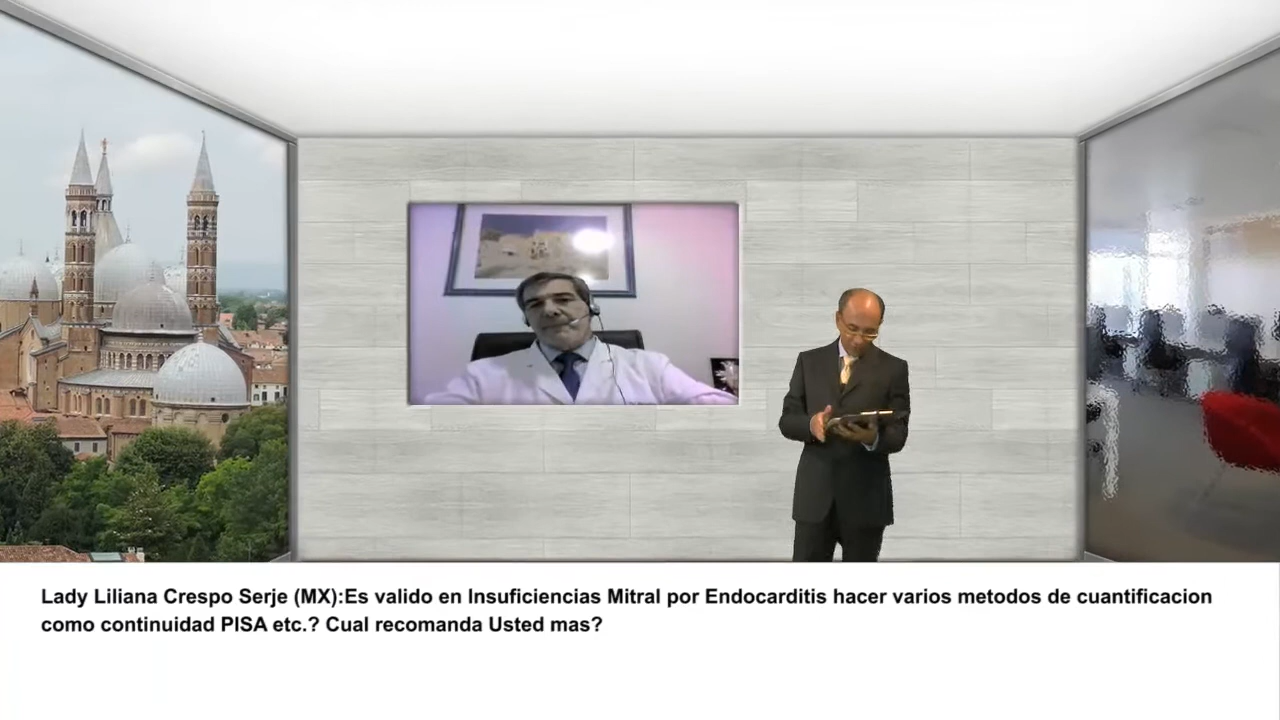 Lady Liliana Crespo Serje (MX):Es valido en Insuficiencias Mitral por Endocarditis hacer varios metodos de cuantificacion
como continuidad PISA etc.? Cual recomanda Usted mas?